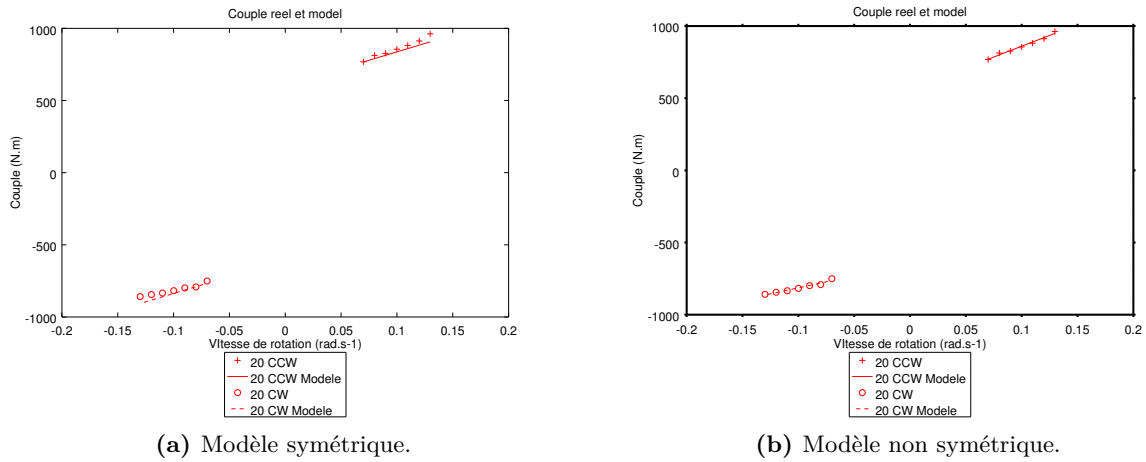 Couple reel et model
1000
500
0
-500
-1000
Couple (N.m)
-0.2 -0.15 -0.1 -0.05 0 0.05 0.1 0.15 0.2
VItesse de rotation (rad.s-1)
20 CCW
20 CCW Modele
20 CW
20 CW Modele
(a) Modèle symétrique.
Couple reel et model
1000
500
0
-500
-1000
Couple (N.m)
-0.2 -0.15 -0.1 -0.05 0 0.05 0.1 0.15 0.2
VItesse de rotation (rad.s-1)
20 CCW
20 CCW Modele
20 CW
20 CW Modele
(b) Modèle non symétrique.